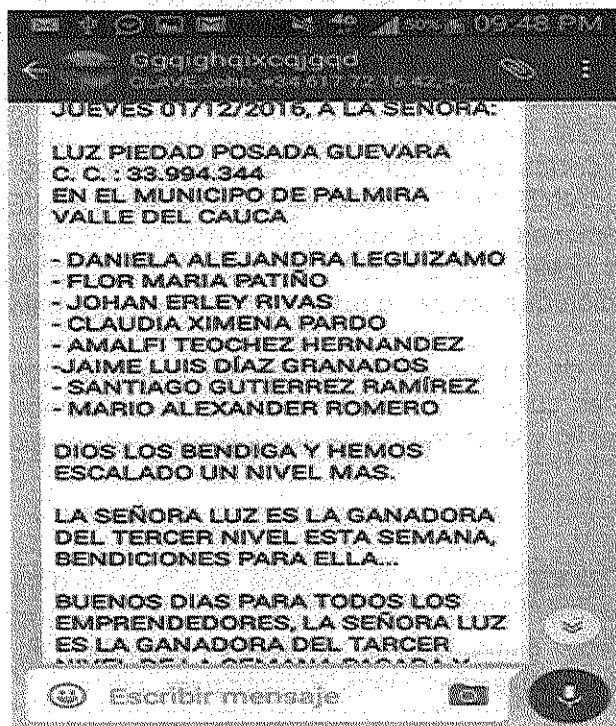 09:48 PM
JUEVES 01/12/2016, A LA SEÑORA:
LUZ PIEDAD POSADA GUEVARA
C. C. : 33.994.344
EN EL MUNICIPO DE PALMIRA
VALLE DEL CAUCA
- DANIELA ALEJANDRA LEGUIZAMO
- FLOR MARIA PATIÑO
- JOHAN ERLEY RIVAS
- CLAUDIA XIMENA PARDO
- AMALFI TEOCHEZ HERNANDEZ
-JAIME LUIS DÍAZ GRANADOS
- SANTIAGO GUTIERREZ RAMÍREZ
- MARIO ALEXANDER ROMERO
DIOS LOS BENDIGA Y HEMOS
ESCALADO UN NIVEL MAS.
LA SEÑORA LUZ ES LA GANADORA
DEL TERCER NIVEL ESTA SEMANA,
BENDICIONES PARA ELLA...
BUENOS DIAS PARA TODOS LOS
EMPRENDEDORES, LA SEÑORA LUZ
ES LA GANADORA DEL TARCER
Escribir mensaje